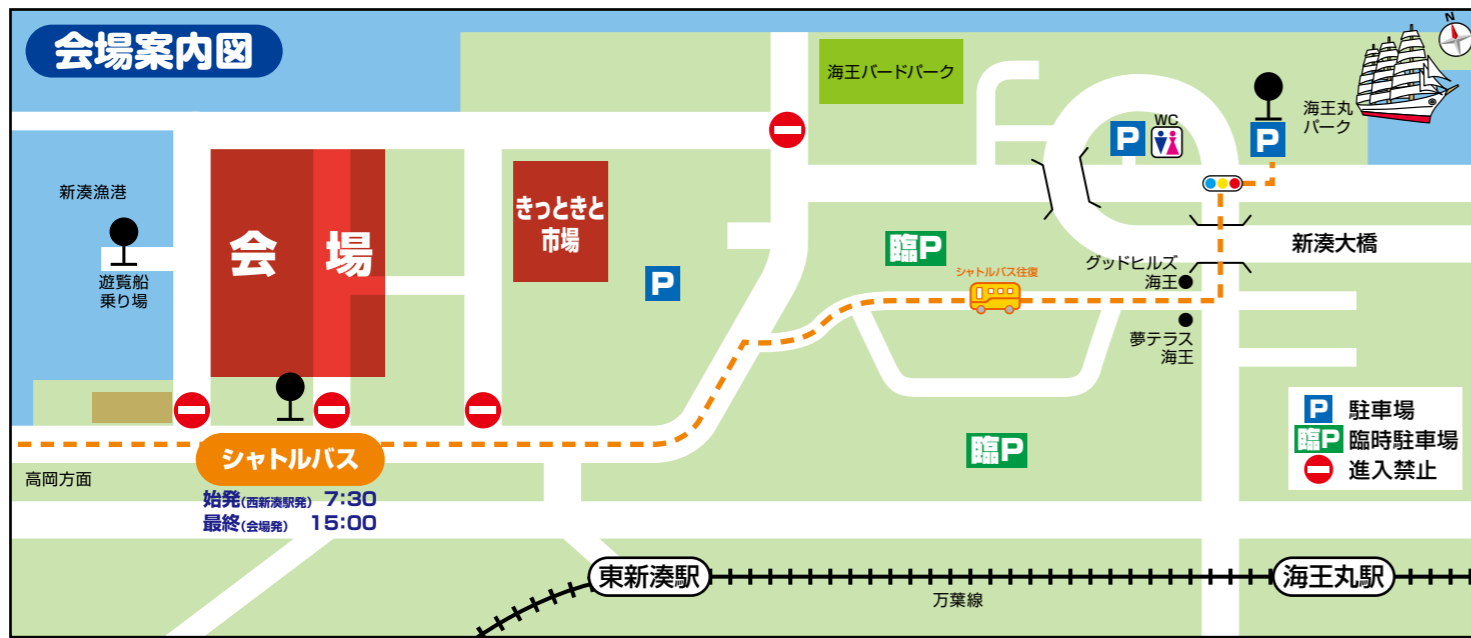 会場案内図
N
海王バードパーク
海王丸
パーク
WC
P
P
新湊漁港
会場
きっときと
市場
遊覧船
乗り場
P
臨P
シャトルバス往復
グッドヒルズ
海王
新湊大橋
夢テラス
海王
臨P
P 駐車場
臨P 臨時駐車場
進入禁止
シャトルバス
始発(西新湊駅発) 7:30
最終(会場発) 15:00
高岡方面
東新湊駅
万葉線
海王丸駅